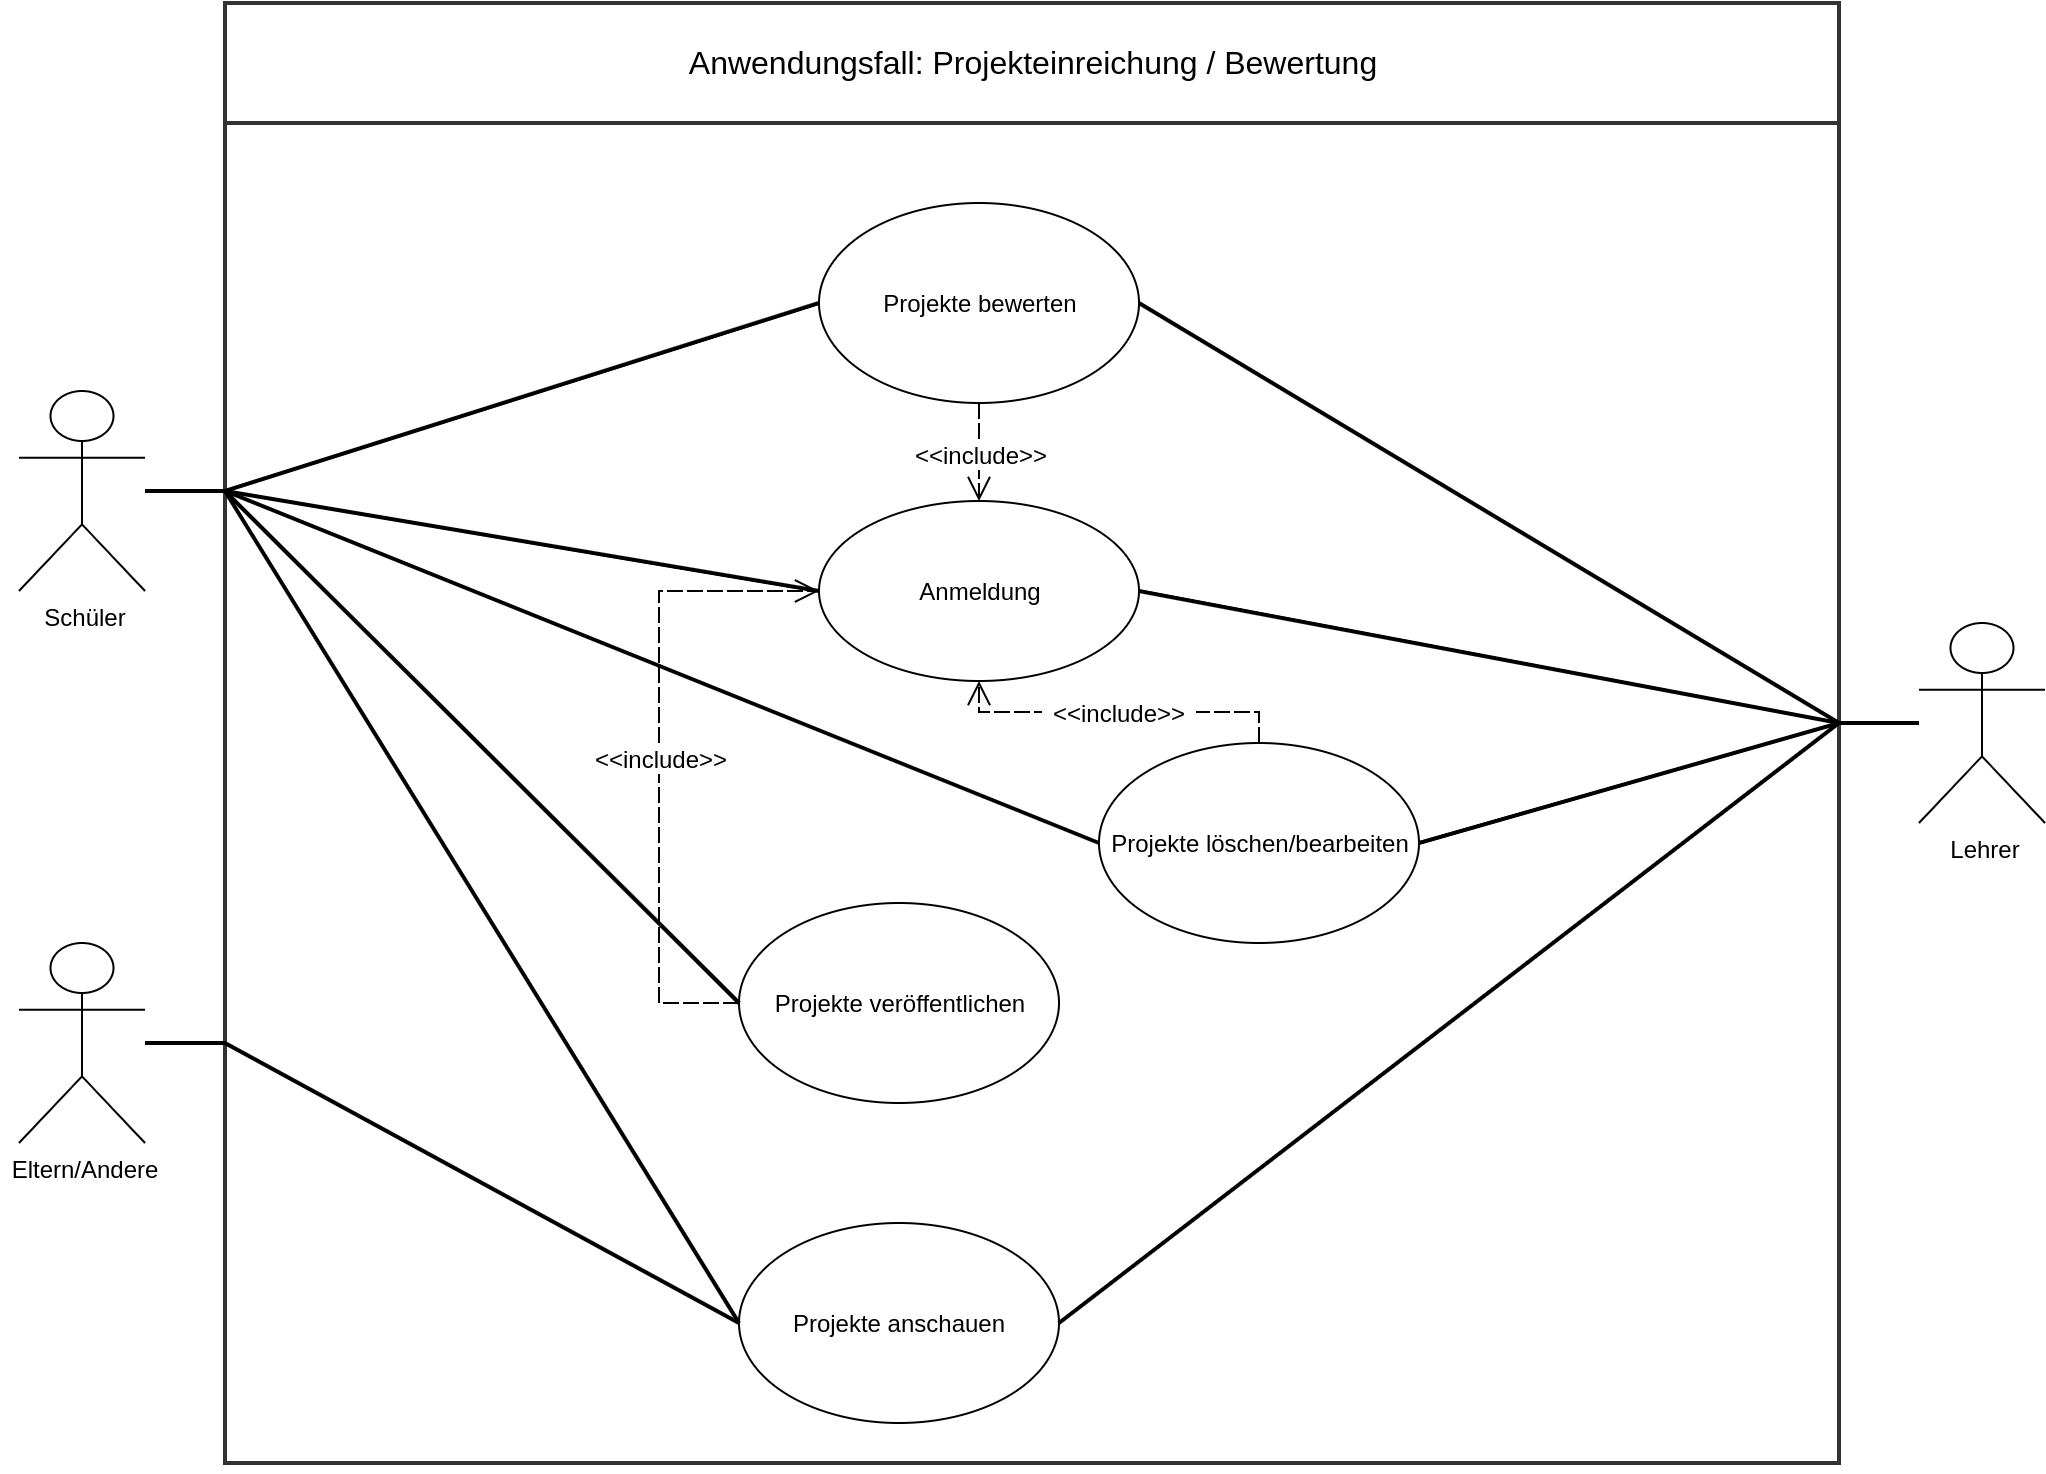 Anwendungsfall: Projekteinreichung / Bewertung
Projekte bewerten
<<include>>
Anmeldung
Schüler
<<include>>
<<include>>
Projekte löschen/bearbeiten
Lehrer
Projekte veröffentlichen
Eltern/Andere
Projekte anschauen